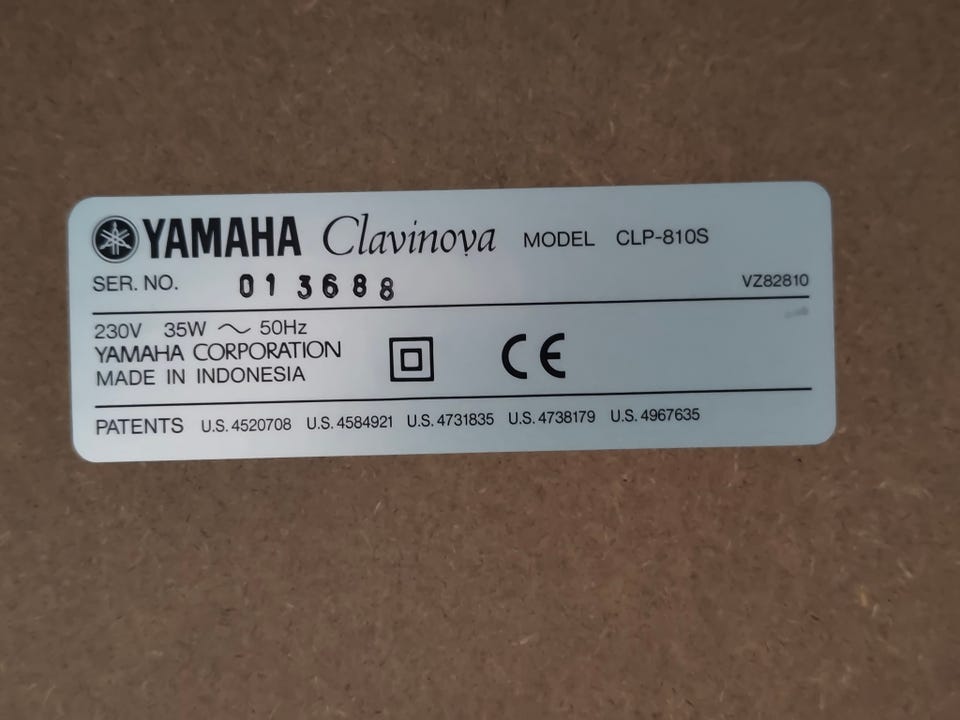 YAMAHA Clavinova MODEL CLP-810S
SER. NO. 013688 VZ82810
230V 35W ~ 50Hz
YAMAHA CORPORATION
MADE IN INDONESIA
CE
PATENTS U.S. 4520708 U.S. 4584921 U.S. 4731835 U.S. 4738179 U.S. 4967635